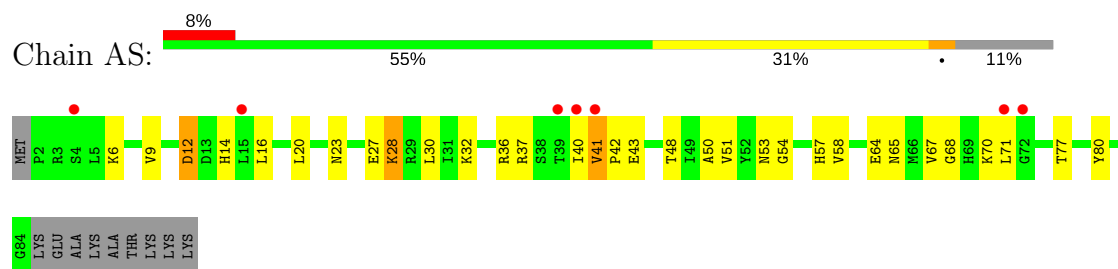 8%
Chain AS:
55% 31% • 11%
MET P2 R3 S4 L5 K6 V9 D12 D13 H14 L15 L16 L20 N23 E27 K28 R29 L30 I31 K32 R36 R37 S38 T39 I40 V41 P42 E43 T48 I49 A50 V51 Y52 N53 G54 H57 V58 E64 N65 M66 V67 G68 H69 K70 L71 G72 T77 Y80
G84 LYS GLU ALA LYS ALA THR LYS LYS LYS